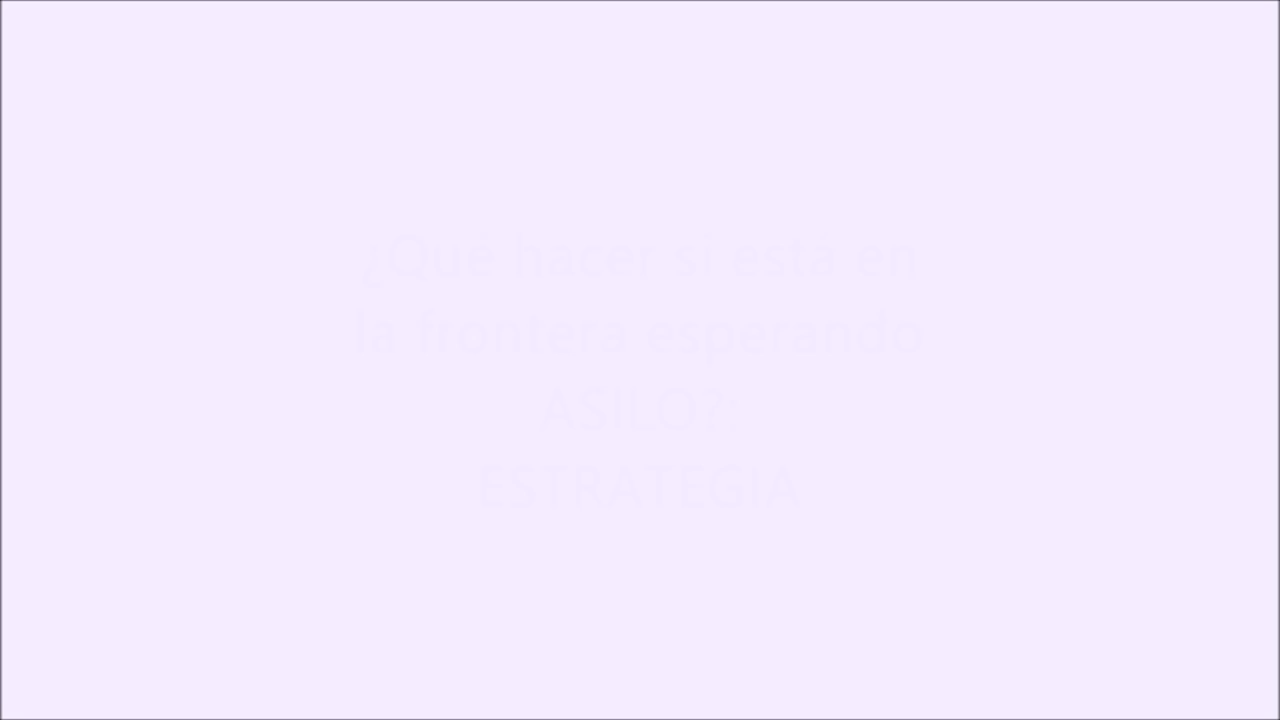 ¿Qué hacer si está en
la frontera esperando
ASILO?:
ESTRATEGIA